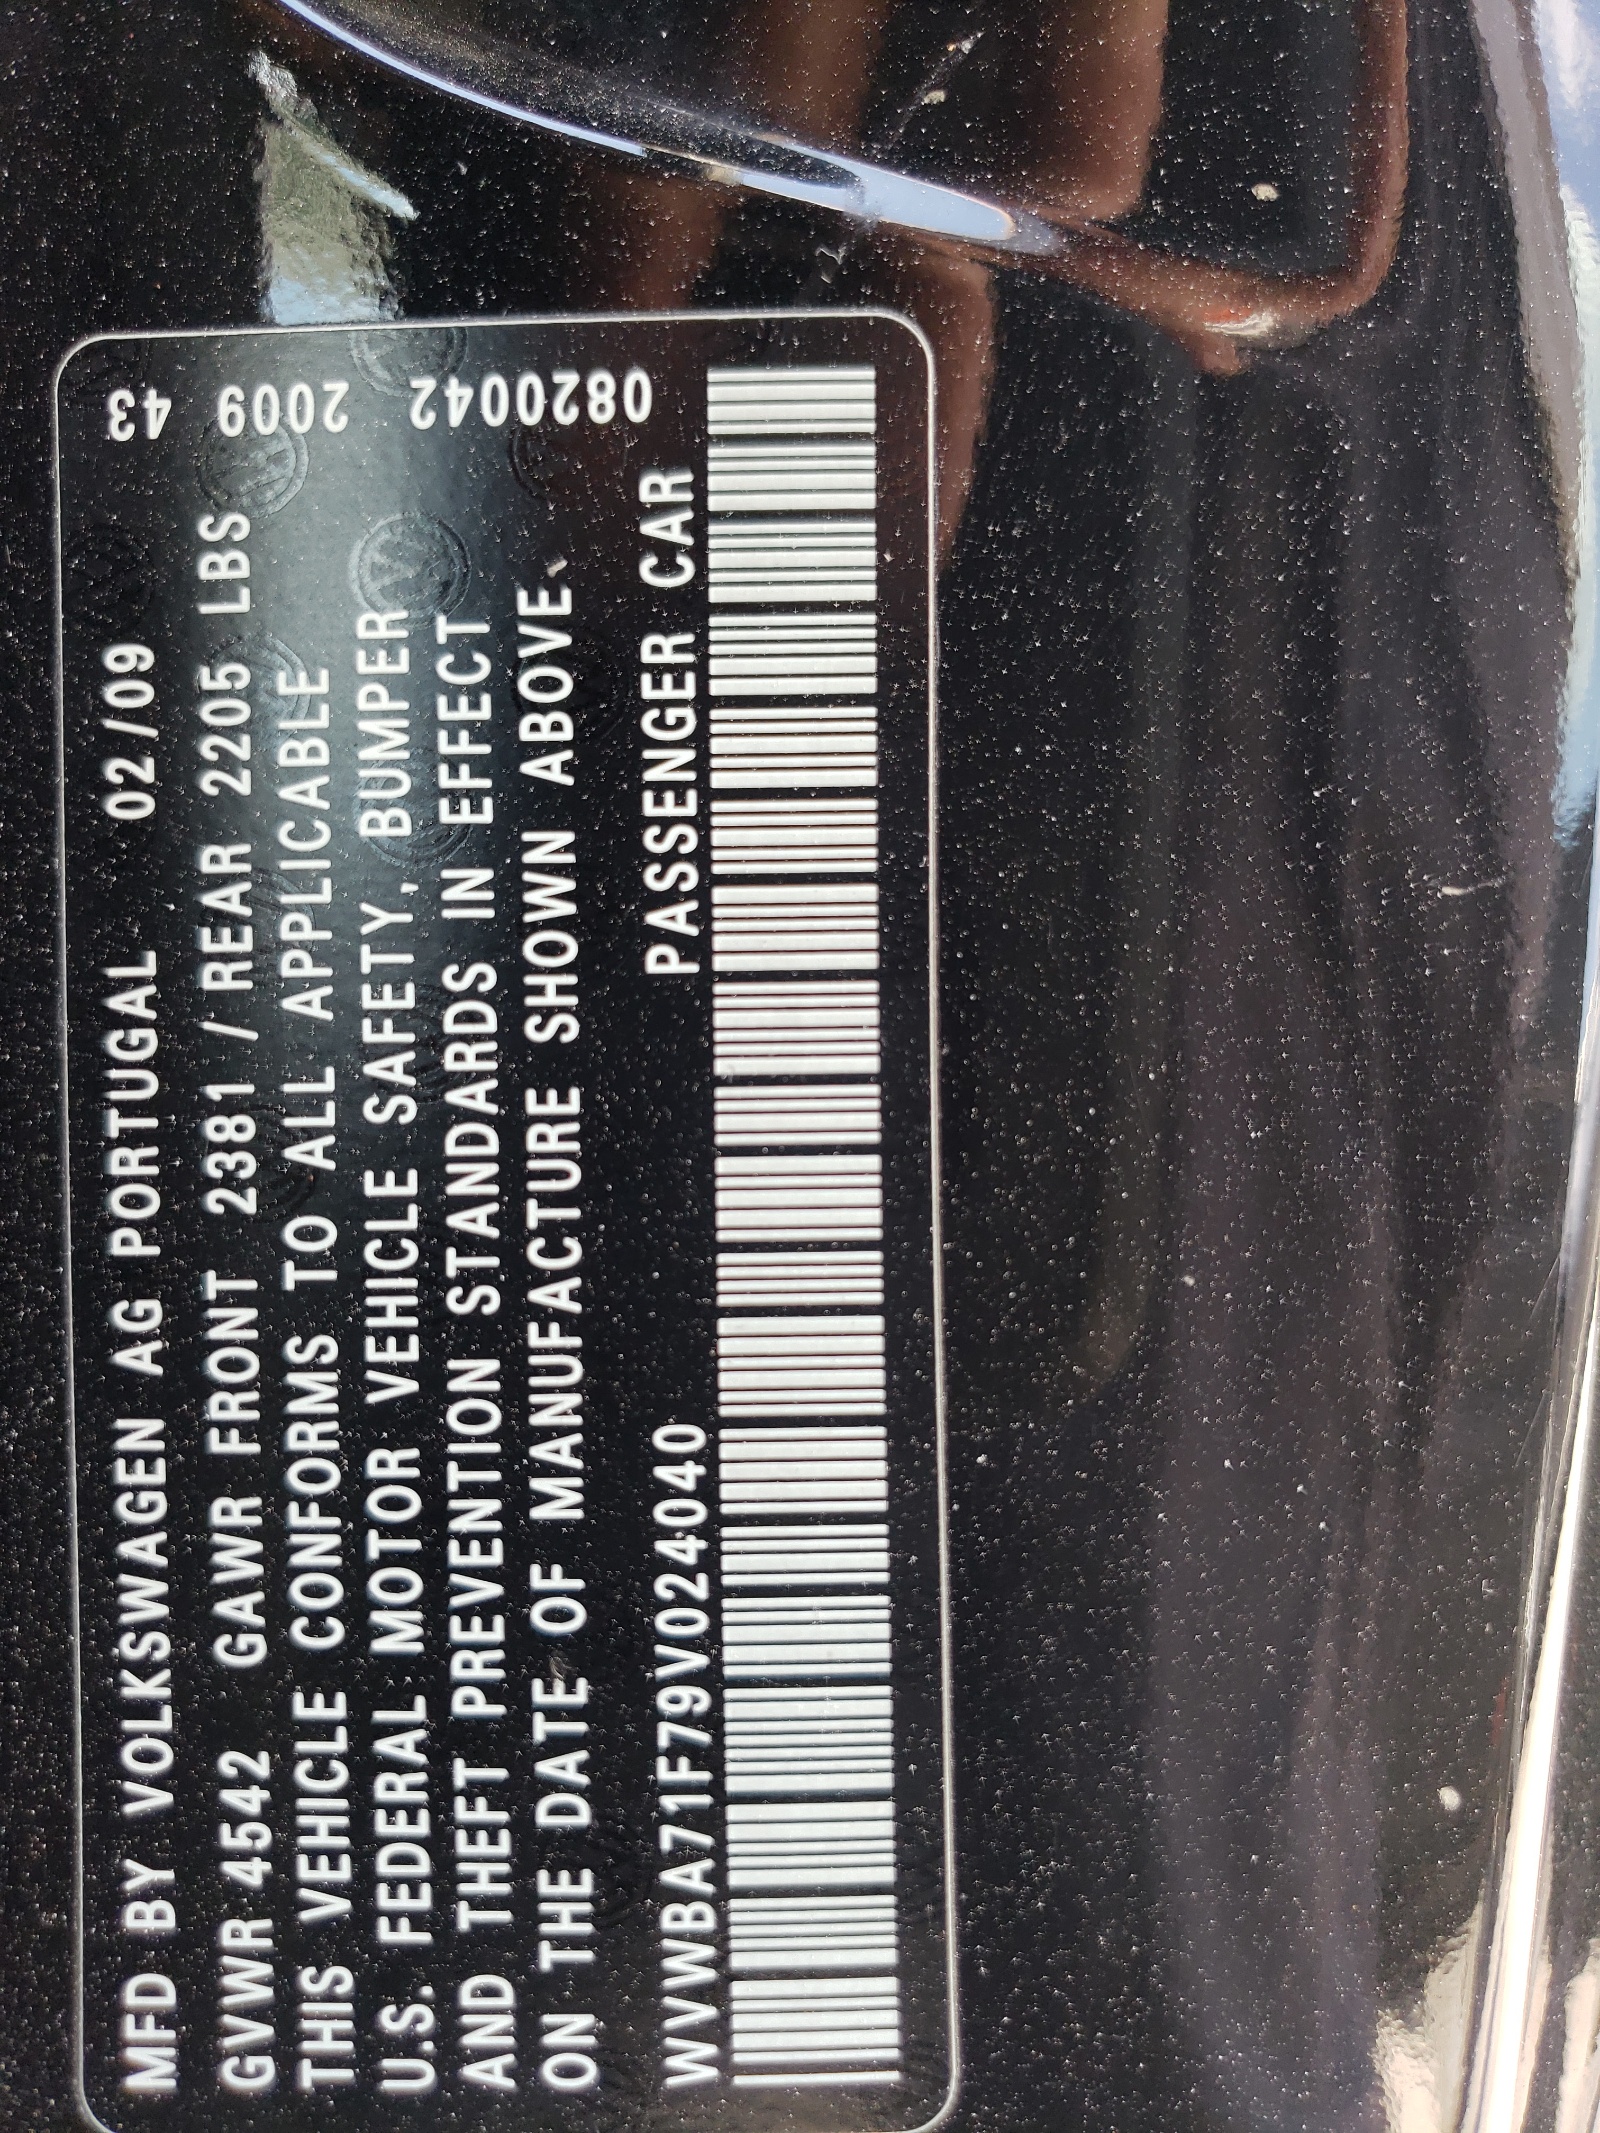 MFD BY VOLKSWAGEN AG PORTUGAL 02/09
GVWR 4542 GAWR FRONT 2381 / REAR 2205 LBS
THIS VEHICLE CONFORMS TO ALL APPLICABLE
U.S. FEDERAL MOTOR VEHICLE SAFETY, BUMPER
AND THEFT PREVENTION STANDARDS IN EFFECT
ON THE DATE OF MANUFACTURE SHOWN ABOVE.
WVWBA71F79V024040 PASSENGER CAR
43 2009 0820042